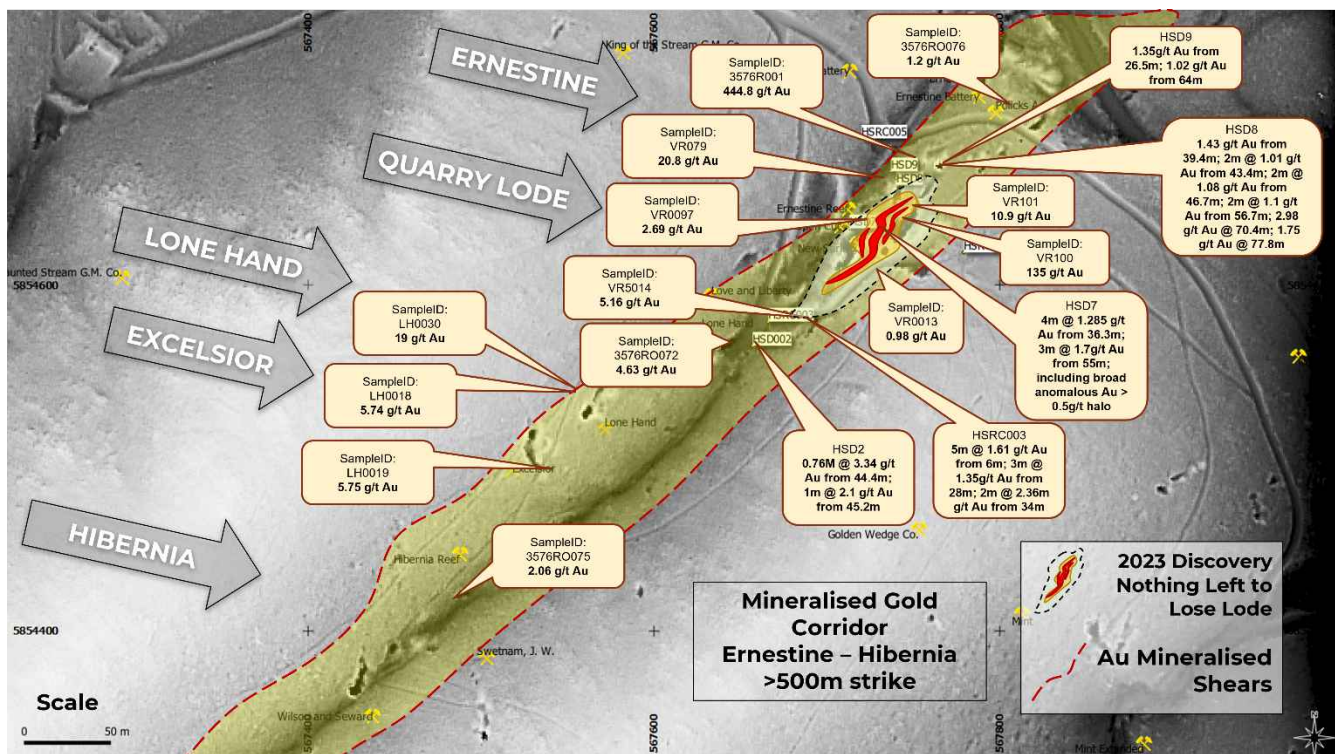 567400
567600
King of the Stream G.M. Co.
ERNESTINE
QUARRY LODE
LONE HAND
EXCELSIOR
HIBERNIA
SampleID:
3576R001
444.8 g/t Au
SampleID:
3576RO076
1.2 g/t Au
HSD9
1.35g/t Au from
26.5m; 1.02 g/t Au
from 64m
Ernestine Battery
HSRC005
SampleID:
VR079
20.8 g/t Au
HSD9
HSD8
1.43 g/t Au from
39.4m; 2m @ 1.01 g/t
Au from 43.4m; 2m @
1.08 g/t Au from
46.7m; 2m @ 1.1 g/t
Au from 56.7m; 2.98
g/t Au @ 70.4m; 1.75
g/t Au @ 77.8m
SampleID:
VR0097
2.69 g/t Au
SampleID:
VR101
10.9 g/t Au
SampleID:
VR100
135 g/t Au
5854600
SampleID:
VR5014
5.16 g/t Au
Love and Liberty
Lone Hand
SampleID:
VR0013
0.98 g/t Au
HSD7
4m @ 1.285 g/t
Au from 36.3m;
3m @ 1.7g/t Au
from 55m;
including broad
anomalous Au >
0.5g/t halo
SampleID:
LH0030
19 g/t Au
SampleID:
3576RO072
4.63 g/t Au
HSD002
SampleID:
LH0018
5.74 g/t Au
Lone Hand
SampleID:
LH0019
5.75 g/t Au
Excelsior
HSD2
0.76M @ 3.34 g/t
Au from 44.4m;
1m @ 2.1 g/t Au
from 45.2m
HSRC003
5m @ 1.61 g/t Au
from 6m; 3m @
1.35g/t Au from
28m; 2m @ 2.36m
g/t Au from 34m
Golden Wedge Co.
Hibernia Reef
SampleID:
3576RO075
2.06 g/t Au
Mineralised Gold
Corridor
Ernestine – Hibernia
>500m strike
2023 Discovery
Nothing Left to
Lose Lode
Au Mineralised
Shears
Mint
5854400
Swetnam, J. W.
Wilson and Seward
Scale
0 50 m
567400
567600
567800
Mint Extended